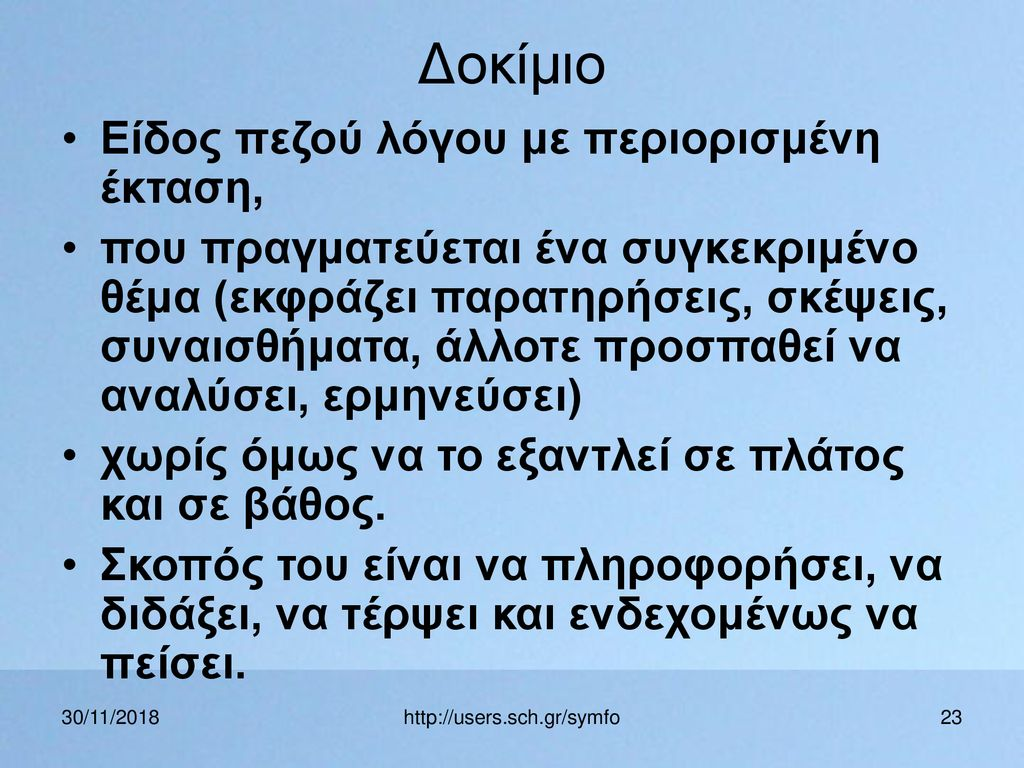 Δοκίμιο
• Είδος πεζού λόγου με περιορισμένη
έκταση,
• που πραγματεύεται ένα συγκεκριμένο
θέμα (εκφράζει παρατηρήσεις, σκέψεις,
συναισθήματα, άλλοτε προσπαθεί να
αναλύσει, ερμηνεύσει)
• χωρίς όμως να το εξαντλεί σε πλάτος
και σε βάθος.
• Σκοπός του είναι να πληροφορήσει, να
διδάξει, να τέρψει και ενδεχομένως να
πείσει.
30/11/2018 http://users.sch.gr/symfo 23